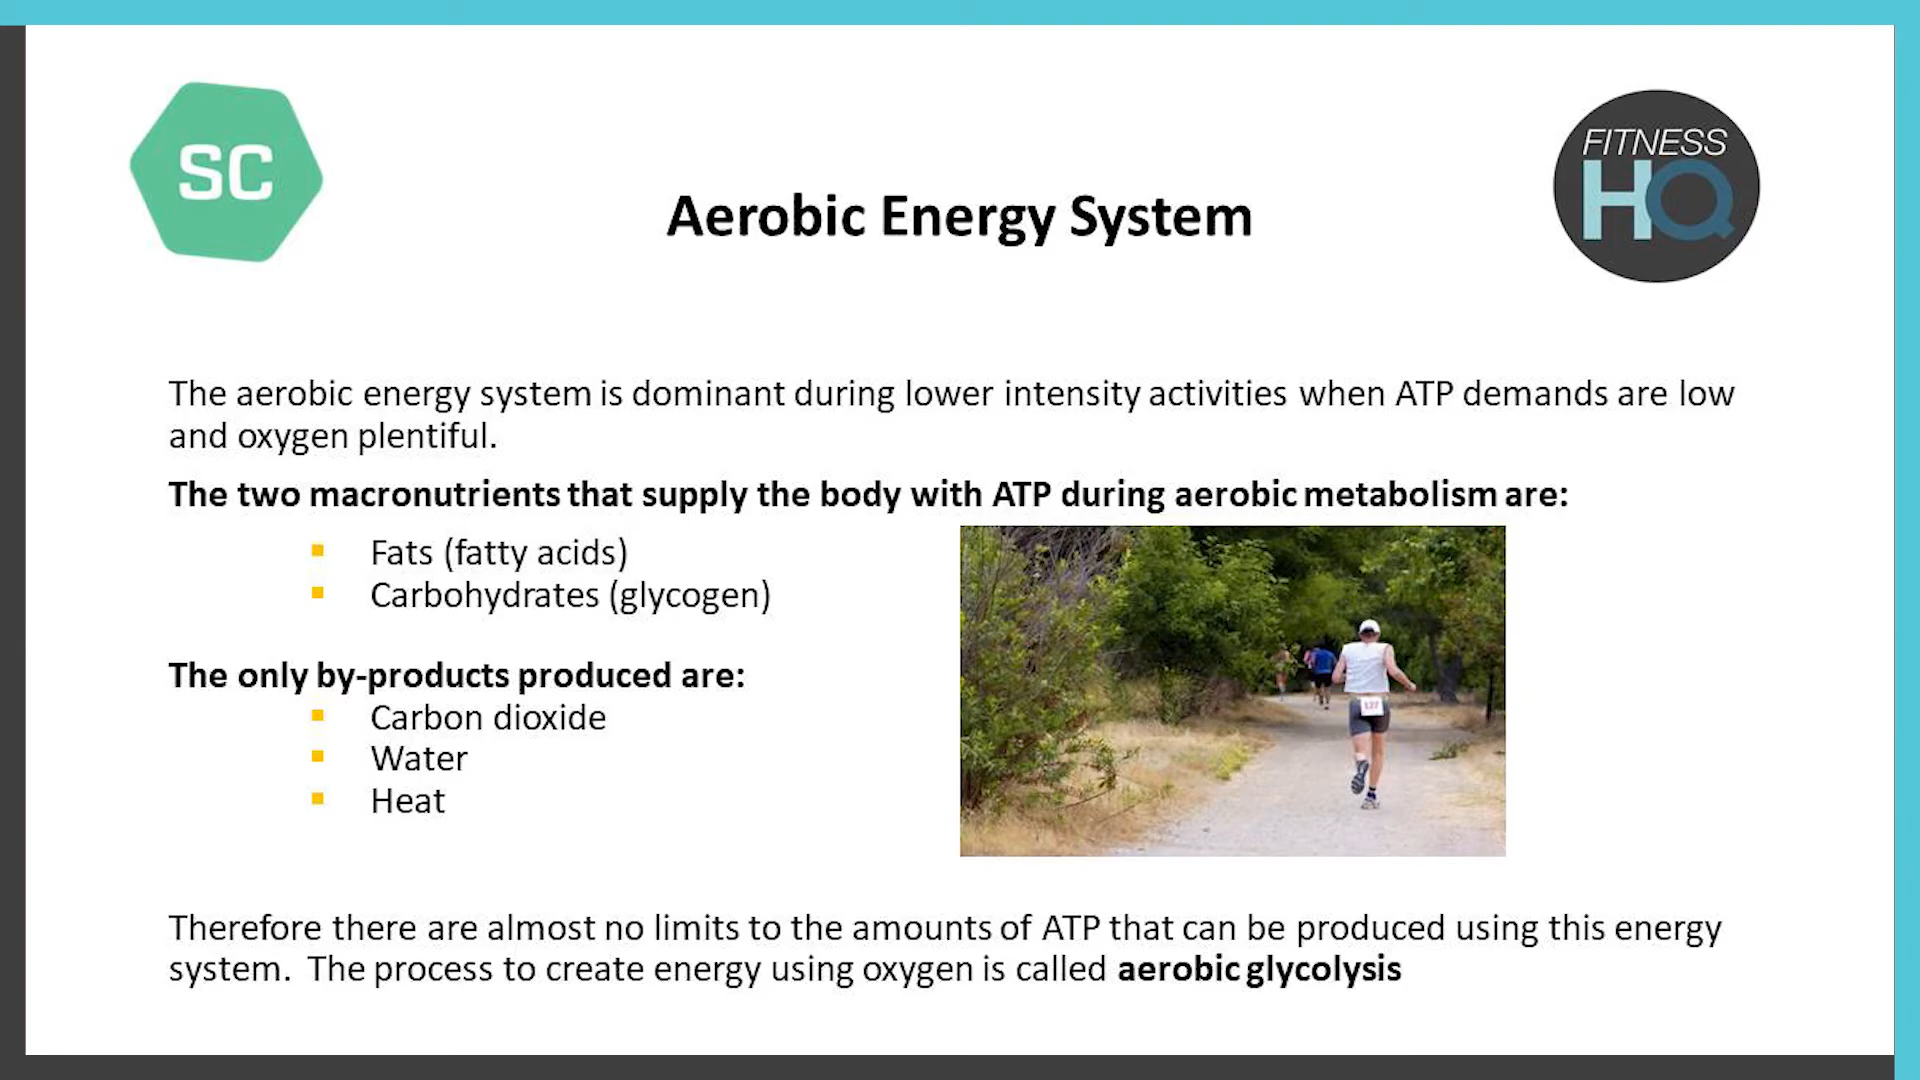 SC
FITNESS
HQ
Aerobic Energy System
The aerobic energy system is dominant during lower intensity activities when ATP demands are low
and oxygen plentiful.
The two macronutrients that supply the body with ATP during aerobic metabolism are:
Fats (fatty acids)
Carbohydrates (glycogen)
The only by-products produced are:
Carbon dioxide
Water
Heat
127
Therefore there are almost no limits to the amounts of ATP that can be produced using this energy
system. The process to create energy using oxygen is called aerobic glycolysis